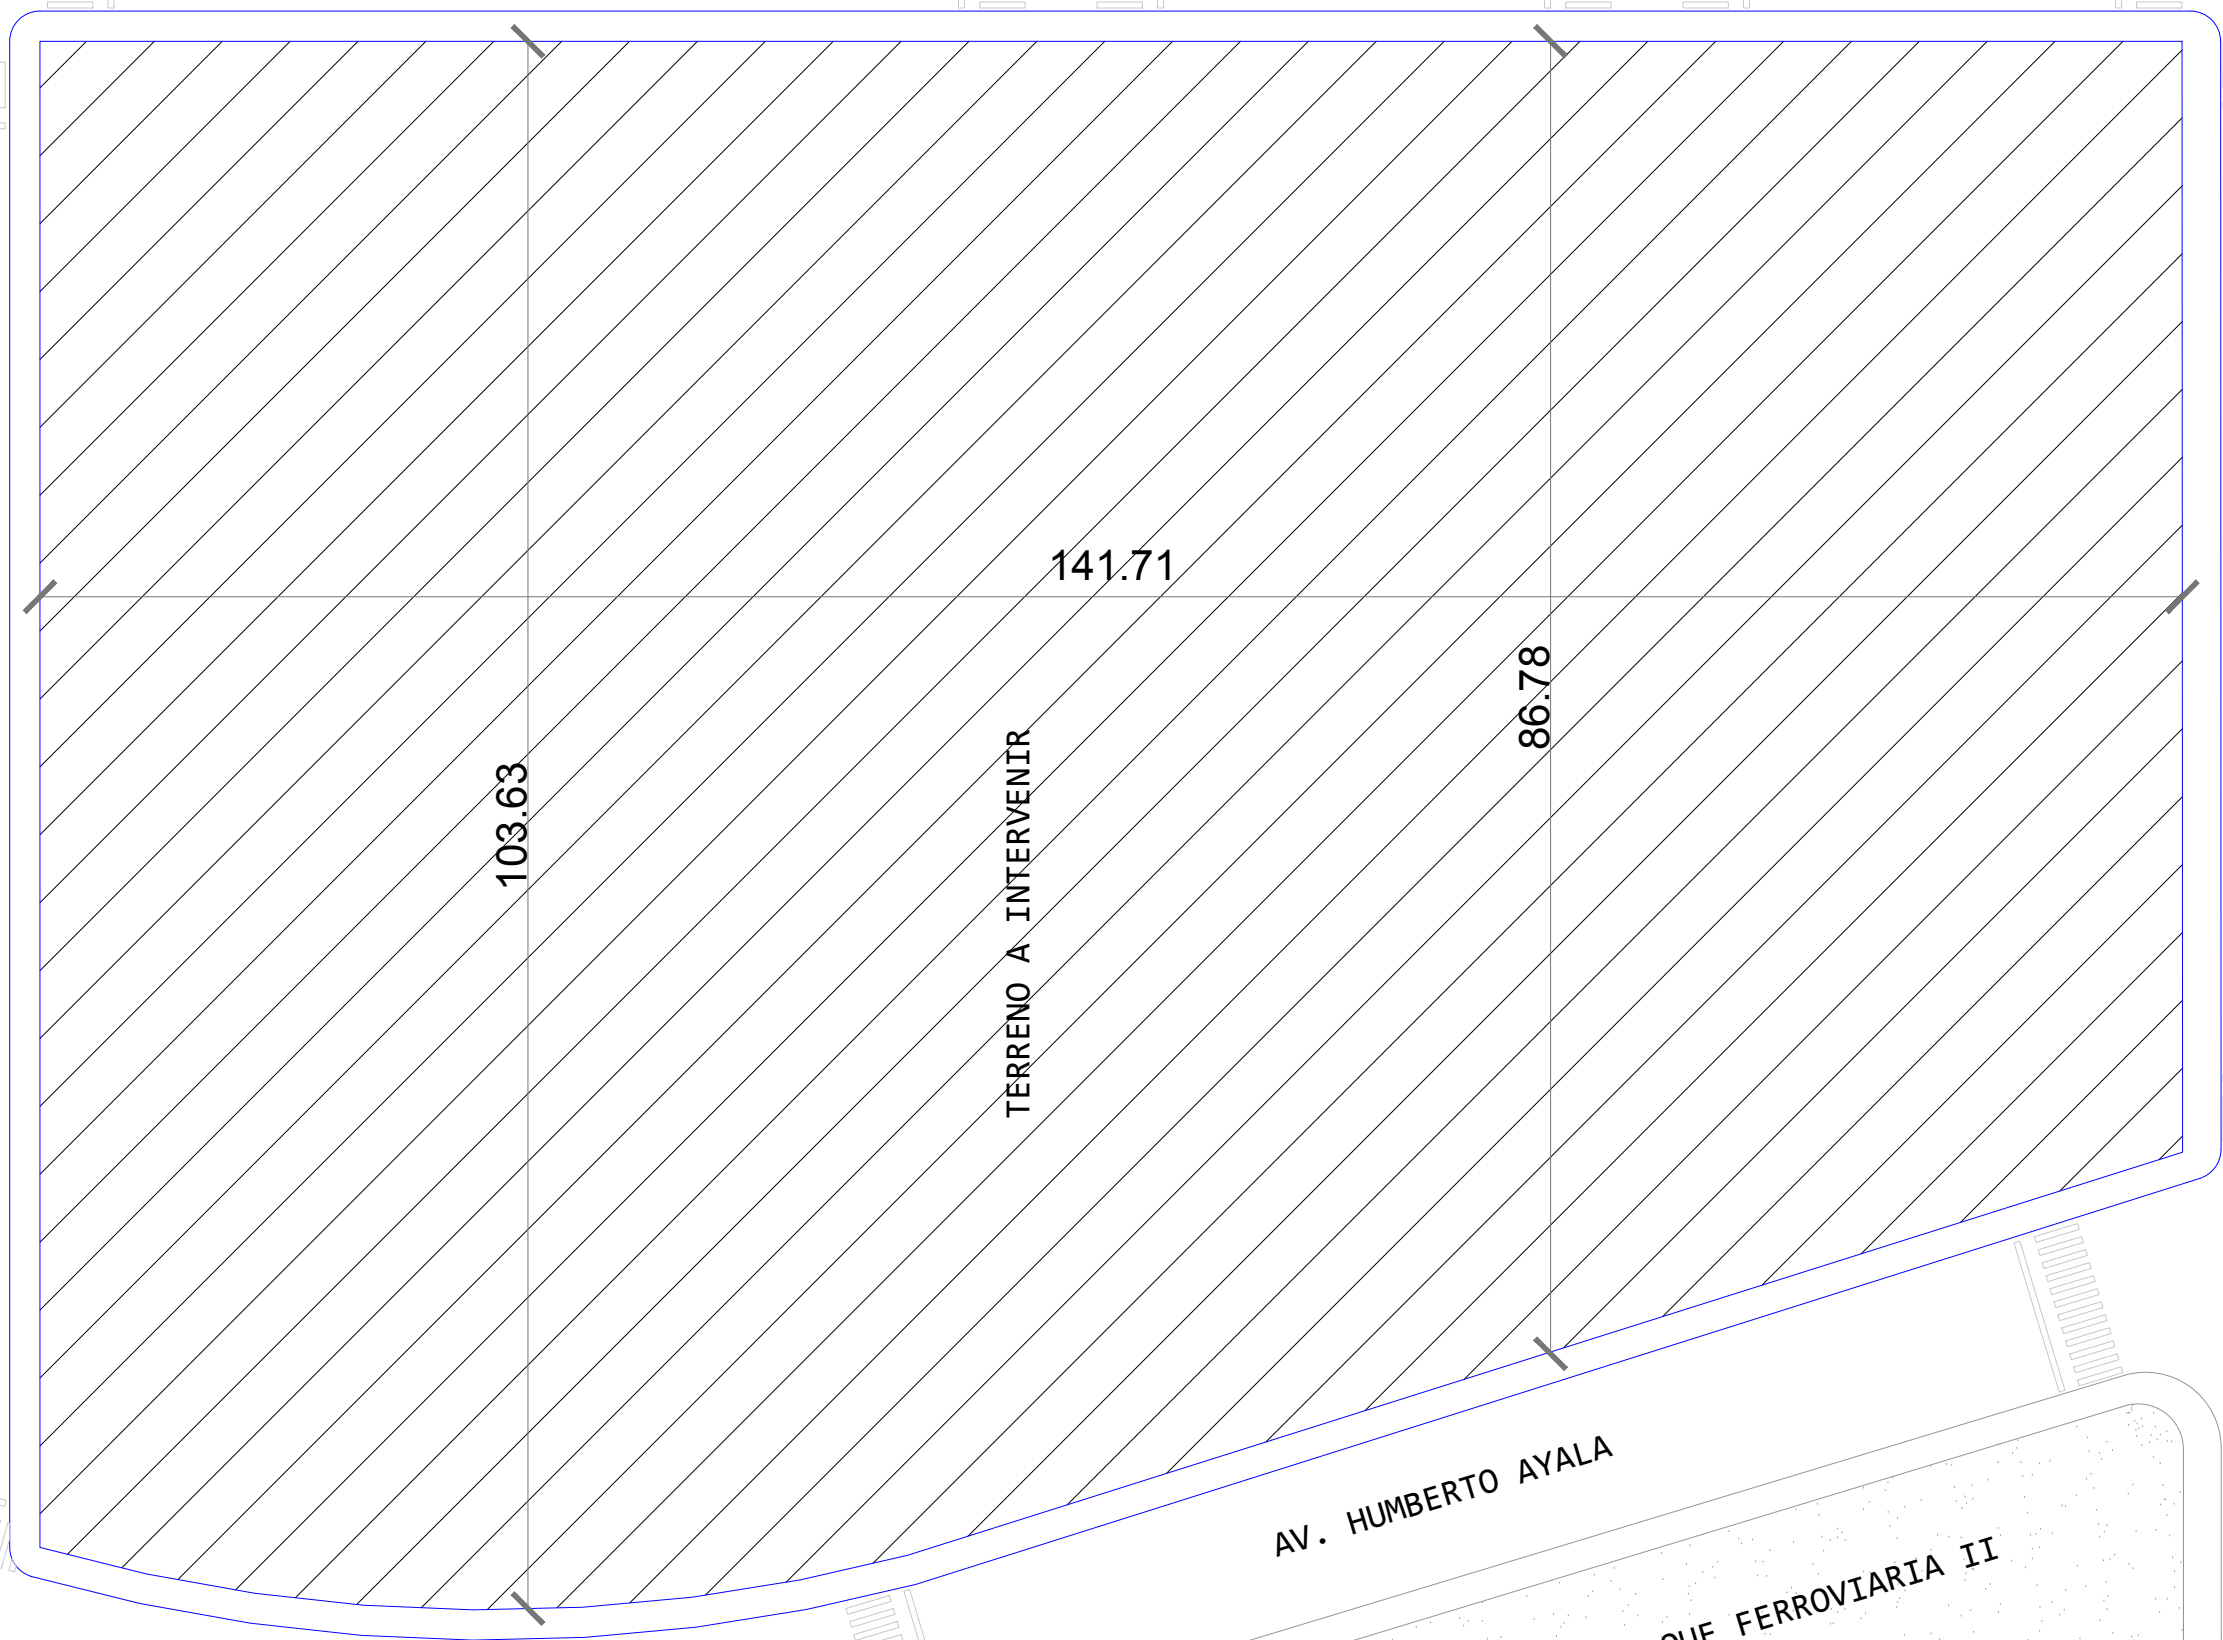 141.71
86.78
103.63
TERRENO A INTERVENIR
AV. HUMBERTO AYALA
FERROVIARIA II